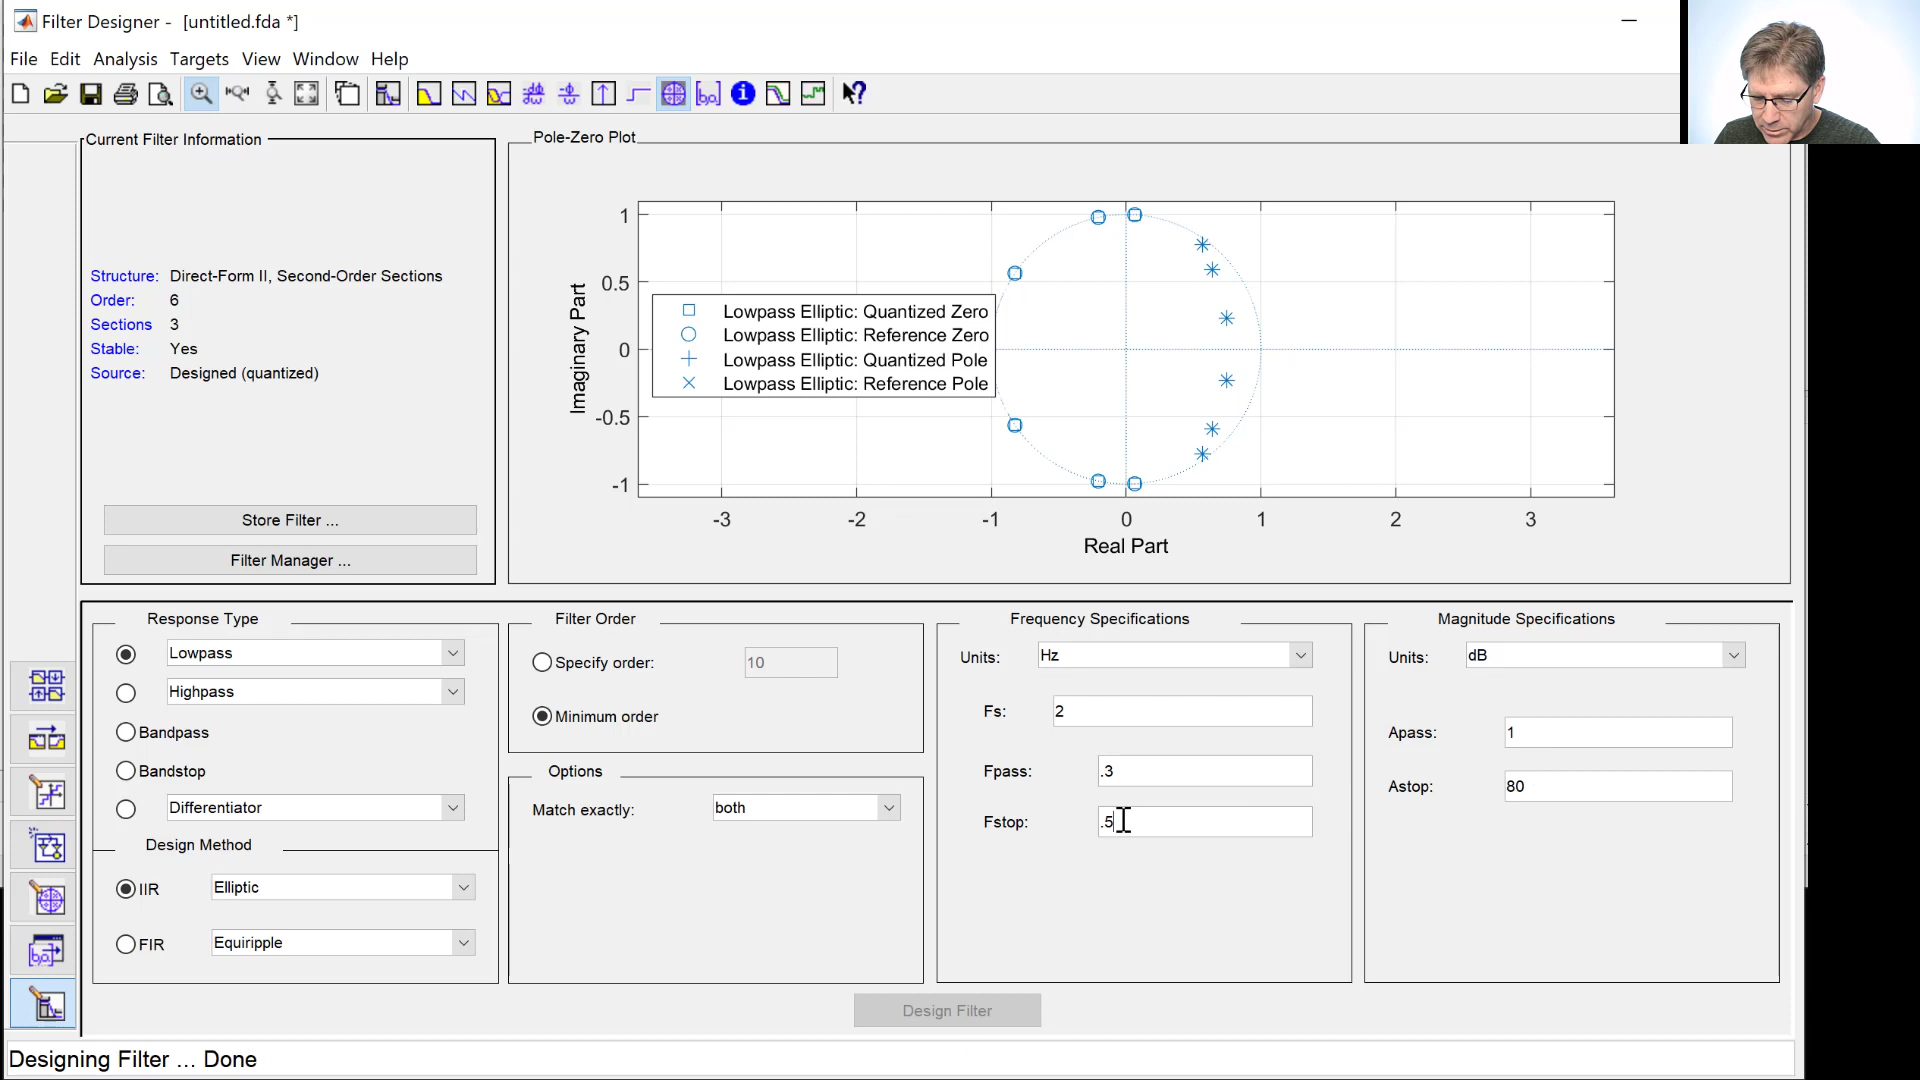 Filter Designer - [untitled.fda *]
File Edit Analysis Targets View Window Help
Current Filter Information
Structure: Direct-Form II, Second-Order Sections
Order: 6
Sections 3
Stable: Yes
Source: Designed (quantized)
Store Filter ...
Filter Manager ...
Pole-Zero Plot
1
0.5
0
-0.5
-1
Imaginary Part
Lowpass Elliptic: Quantized Zero
Lowpass Elliptic: Reference Zero
Lowpass Elliptic: Quantized Pole
Lowpass Elliptic: Reference Pole
-3 -2 -1 0 1 2 3
Real Part
Response Type
Lowpass
Highpass
Bandpass
Bandstop
Differentiator
Design Method
IIR Elliptic
FIR Equiripple
Filter Order
Specify order: 10
Minimum order
Options
Match exactly: both
Frequency Specifications
Units: Hz
Fs: 2
Fpass: .3
Fstop: .5
Magnitude Specifications
Units: dB
Apass: 1
Astop: 80
Design Filter
Designing Filter ... Done